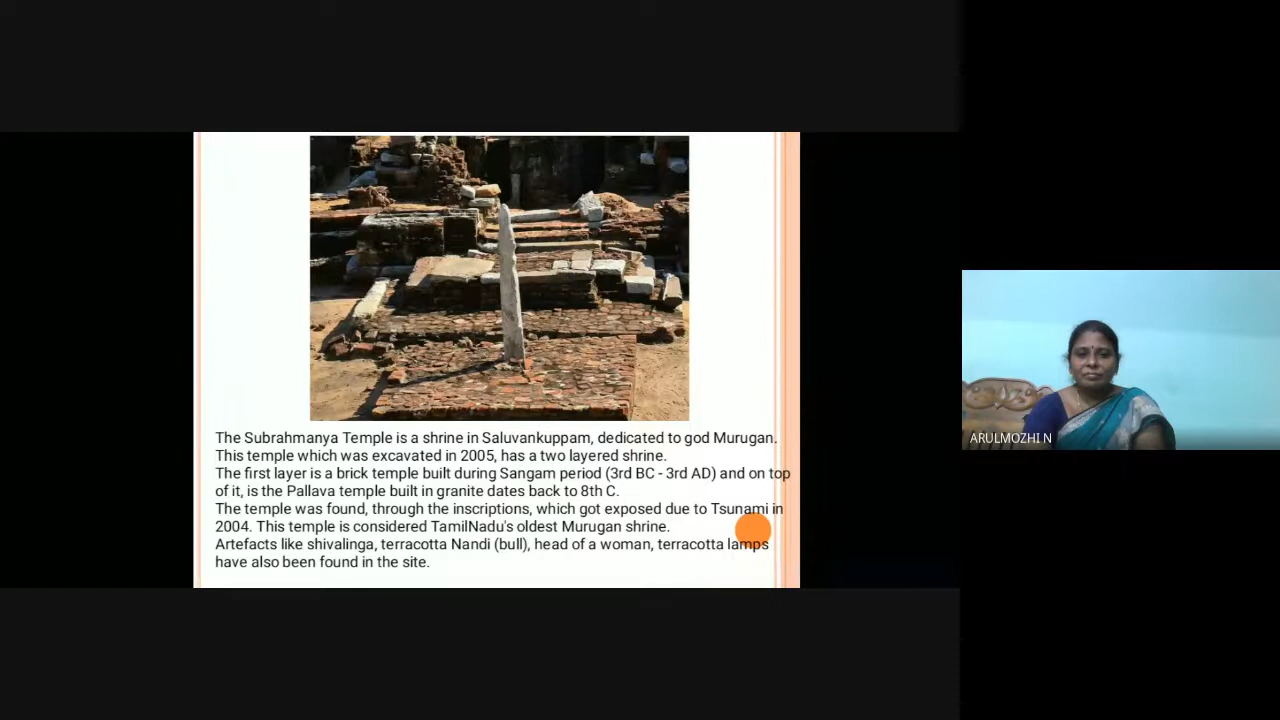 The Subrahmanya Temple is a shrine in Saluvankuppam, dedicated to god Murugan.
This temple which was excavated in 2005, has a two layered shrine.
The first layer is a brick temple built during Sangam period (3rd BC - 3rd AD) and on top
of it, is the Pallava temple built in granite dates back to 8th C.
The temple was found, through the inscriptions, which got exposed due to Tsunami in
2004. This temple is considered TamilNadu's oldest Murugan shrine.
Artefacts like shivalinga, terracotta Nandi (bull), head of a woman, terracotta lamps
have also been found in the site.
ARULMOZHI N